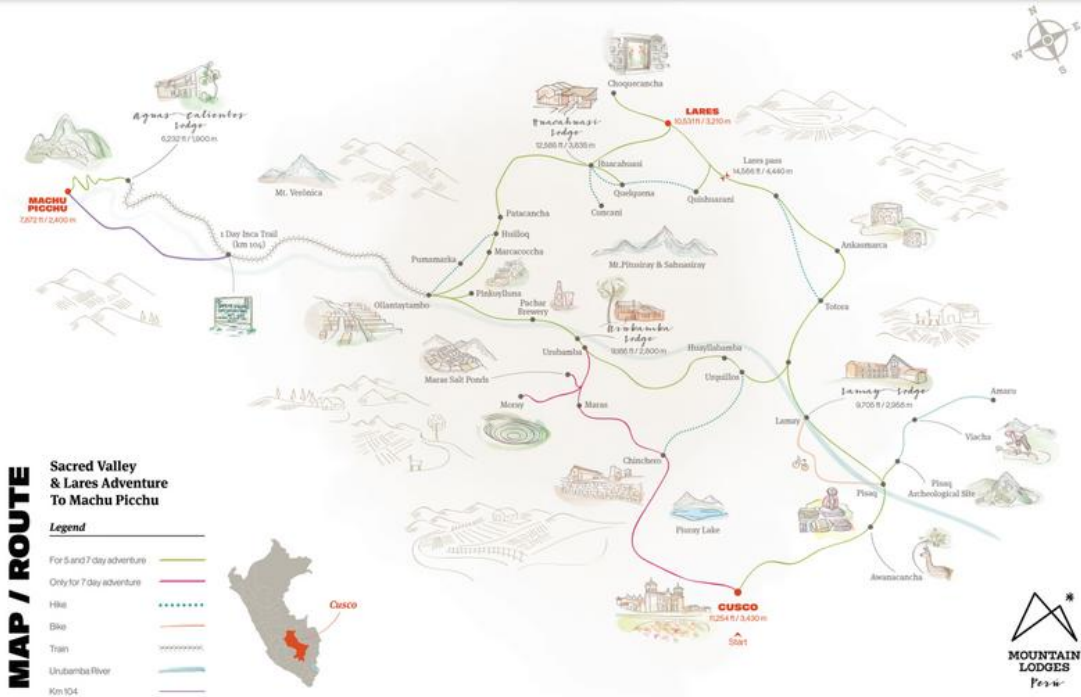 N
W
E
S
Choquecancha
LARES
10,531 ft / 3,210 m
Huacahuasi
Lodge
12,585 ft / 3,835 m
Aguas Calientes
Lodge
6,232 ft / 1,900 m
Huacahuasi
Lares pass
14,566 ft / 4,440 m
Quelquena
Quishuarani
Cuncani
Mt. Verònica
MACHU
PICCHU
7,872 ft / 2,400 m
Patacancha
Huilloq
1 Day Inca Trail
(km 104)
Marcacoccha
Pumamarka
Ankasmarca
Mt.Pitusiray & Sahuasiray
Pinkuylluna
Ollantaytambo
Pachar
Brewery
Totora
Urubamba
Lodge
9,186 ft / 2,800 m
Urubamba
Huayllabamba
Urquillos
Maras Salt Ponds
Lamay Lodge
9,705 ft / 2,958 m
Amaro
Moray
Maras
Lamay
Viacha
Chinchero
Pisaq
Archeological Site
Pisaq
Piuray Lake
Awanacancha
CUSCO
11,254 ft / 3,430 m
Start
MAP / ROUTE
Sacred Valley
& Lares Adventure
To Machu Picchu
Legend
For 5 and 7 day adventure
Only for 7 day adventure
Hike
Bike
Train
Urubamba River
Km 104
Cusco
MOUNTAIN
LODGES
Perú